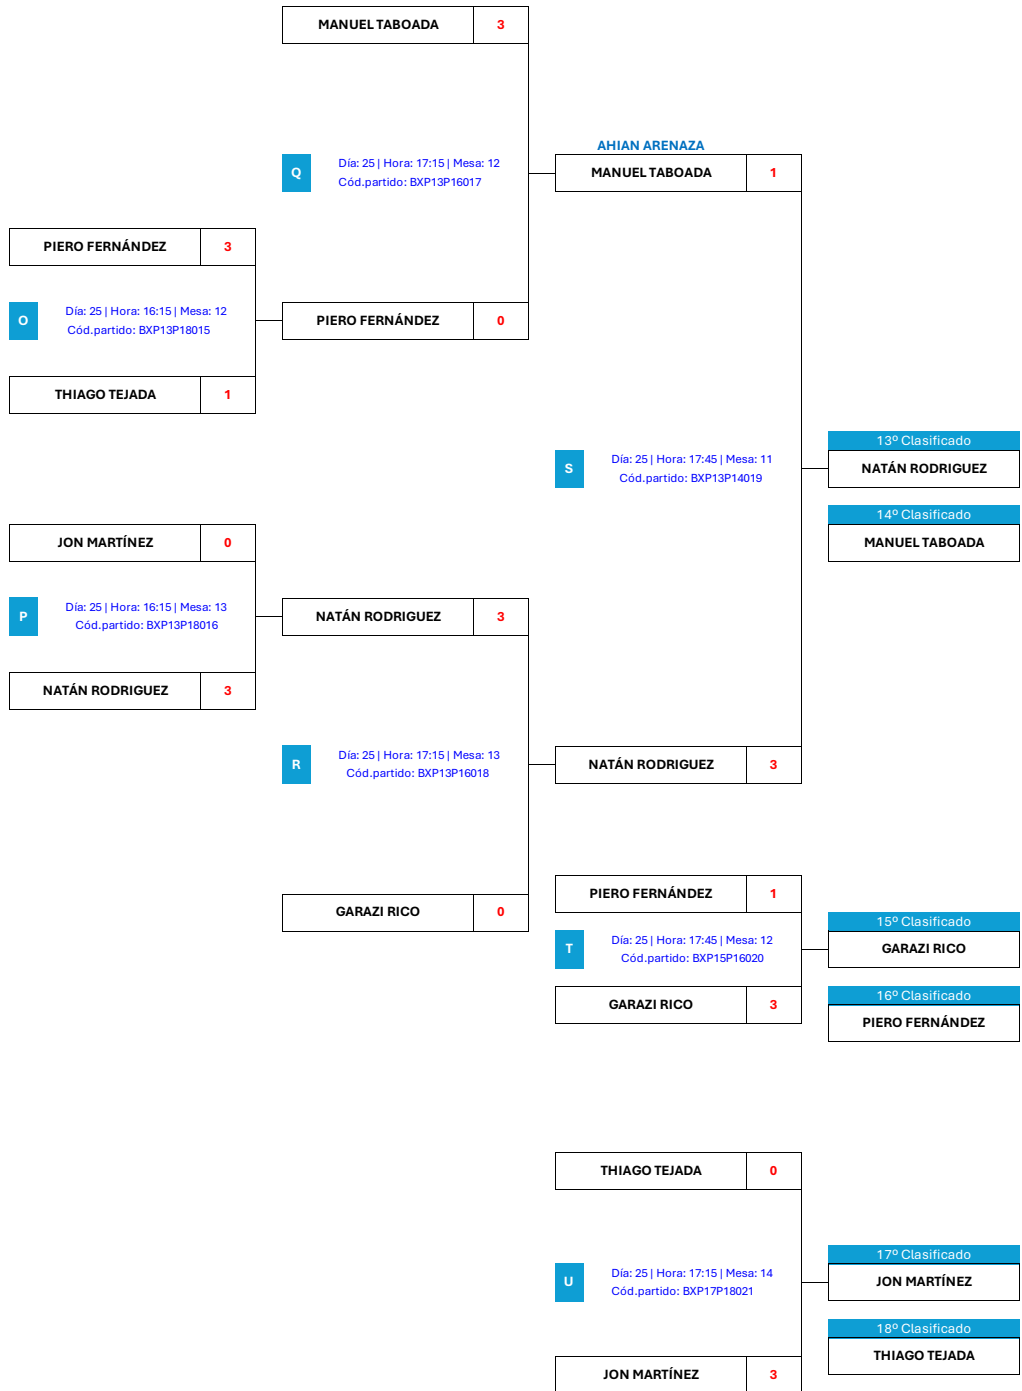 MANUEL TABOADA 3
AHIAN ARENAZA
Q Día: 25 | Hora: 17:15 | Mesa: 12
Cód.partido: BXP13P16017
MANUEL TABOADA 1
PIERO FERNÁNDEZ 3
O Día: 25 | Hora: 16:15 | Mesa: 12
Cód.partido: BXP13P18015
PIERO FERNÁNDEZ 0
THIAGO TEJADA 1
13º Clasificado
S Día: 25 | Hora: 17:45 | Mesa: 11
Cód.partido: BXP13P14019
NATÁN RODRIGUEZ
14º Clasificado
MANUEL TABOADA
JON MARTÍNEZ 0
P Día: 25 | Hora: 16:15 | Mesa: 13
Cód.partido: BXP13P18016
NATÁN RODRIGUEZ 3
NATÁN RODRIGUEZ 3
R Día: 25 | Hora: 17:15 | Mesa: 13
Cód.partido: BXP13P16018
NATÁN RODRIGUEZ 3
PIERO FERNÁNDEZ 1
GARAZI RICO 0
15º Clasificado
T Día: 25 | Hora: 17:45 | Mesa: 12
Cód.partido: BXP15P16020
GARAZI RICO
16º Clasificado
GARAZI RICO 3
PIERO FERNÁNDEZ
THIAGO TEJADA 0
17º Clasificado
U Día: 25 | Hora: 17:15 | Mesa: 14
Cód.partido: BXP17P18021
JON MARTÍNEZ
18º Clasificado
THIAGO TEJADA
JON MARTÍNEZ 3